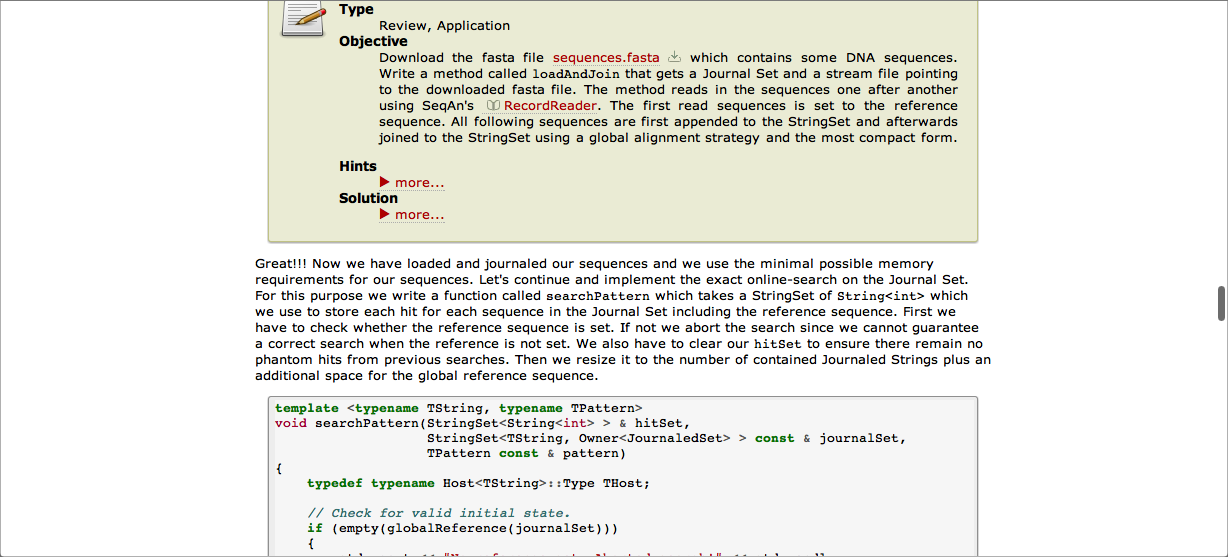 Type
Review, Application
Objective
Download the fasta file sequences.fasta which contains some DNA sequences.
Write a method called loadAndJoin that gets a Journal Set and a stream file pointing
to the downloaded fasta file. The method reads in the sequences one after another
using SeqAn's RecordReader. The first read sequences is set to the reference
sequence. All following sequences are first appended to the StringSet and afterwards
joined to the StringSet using a global alignment strategy and the most compact form.
Hints
more...
Solution
more...
Great!!! Now we have loaded and journaled our sequences and we use the minimal possible memory
requirements for our sequences. Let's continue and implement the exact online-search on the Journal Set.
For this purpose we write a function called searchPattern which takes a StringSet of String<int> which
we use to store each hit for each sequence in the Journal Set including the reference sequence. First we
have to check whether the reference sequence is set. If not we abort the search since we cannot guarantee
a correct search when the reference is not set. We also have to clear our hitSet to ensure there remain no
phantom hits from previous searches. Then we resize it to the number of contained Journaled Strings plus an
additional space for the global reference sequence.
template <typename TString, typename TPattern>
void searchPattern(StringSet<String<int> > & hitSet,
StringSet<TString, Owner<JournaledSet> > const & journalSet,
TPattern const & pattern)
{
typedef typename Host<TString>::Type THost;
// Check for valid initial state.
if (empty(globalReference(journalSet)))
{